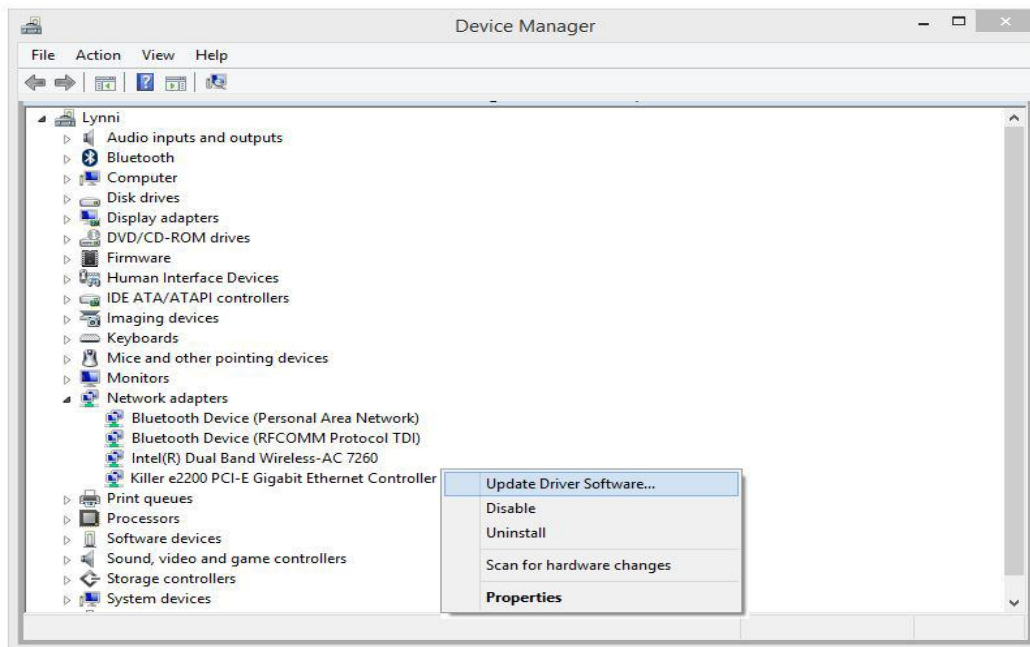 Device Manager
File Action View Help
Lynni
Audio inputs and outputs
Bluetooth
Computer
Disk drives
Display adapters
DVD/CD-ROM drives
Firmware
Human Interface Devices
IDE ATA/ATAPI controllers
Imaging devices
Keyboards
Mice and other pointing devices
Monitors
Network adapters
Bluetooth Device (Personal Area Network)
Bluetooth Device (RFCOMM Protocol TDI)
Intel(R) Dual Band Wireless-AC 7260
Killer e2200 PCI-E Gigabit Ethernet Controller
Update Driver Software...
Disable
Uninstall
Scan for hardware changes
Properties
Print queues
Processors
Software devices
Sound, video and game controllers
Storage controllers
System devices